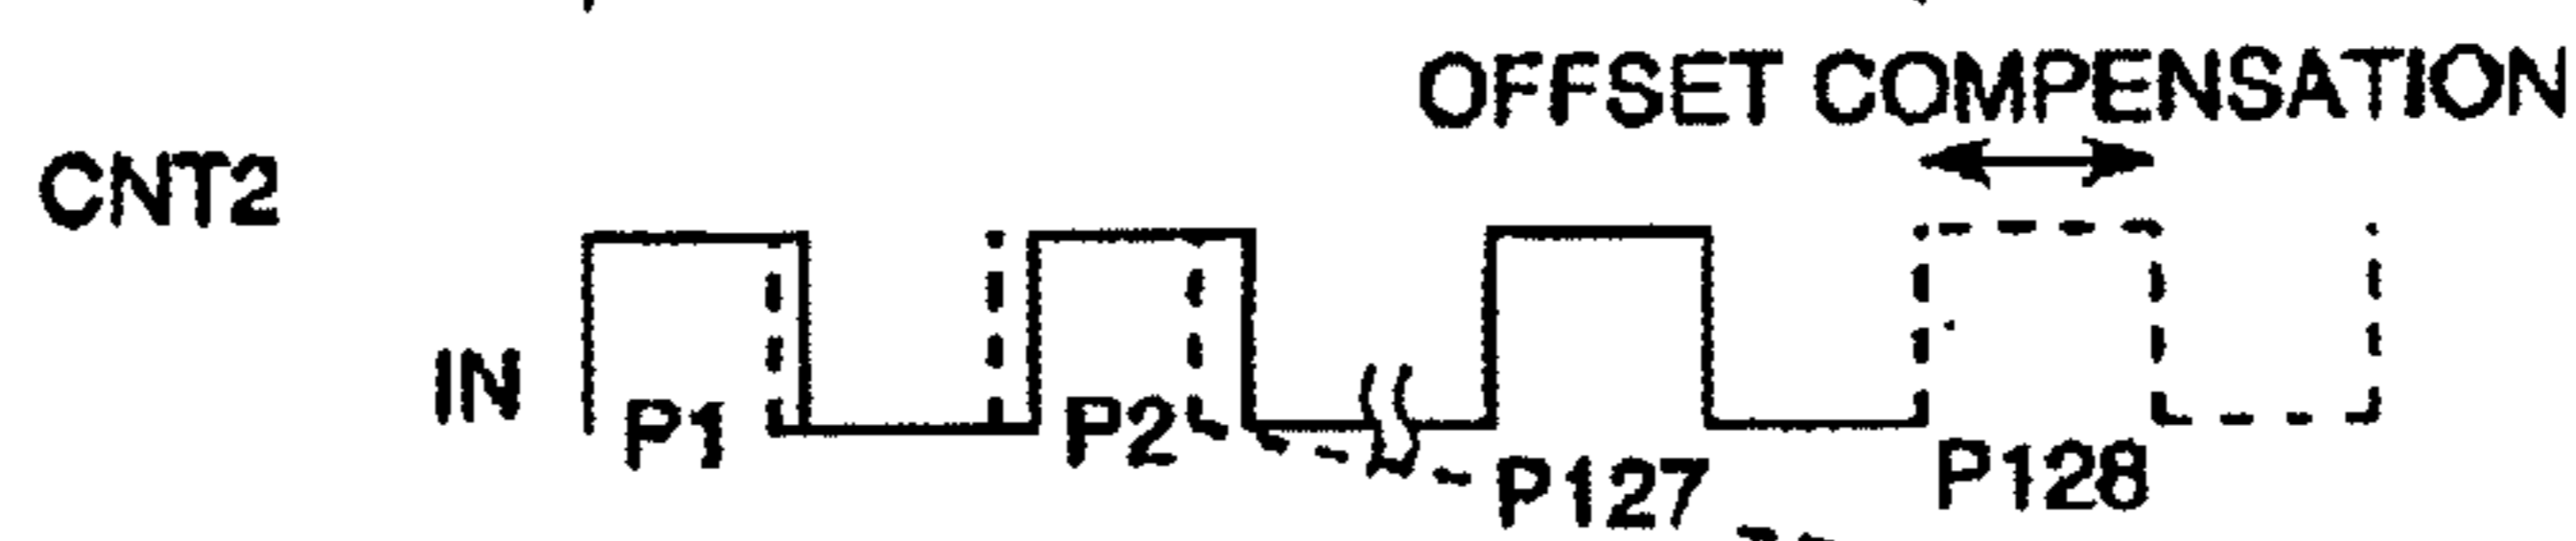 OFFSET COMPENSATION
CNT2
IN
P1
P2
P127
P128